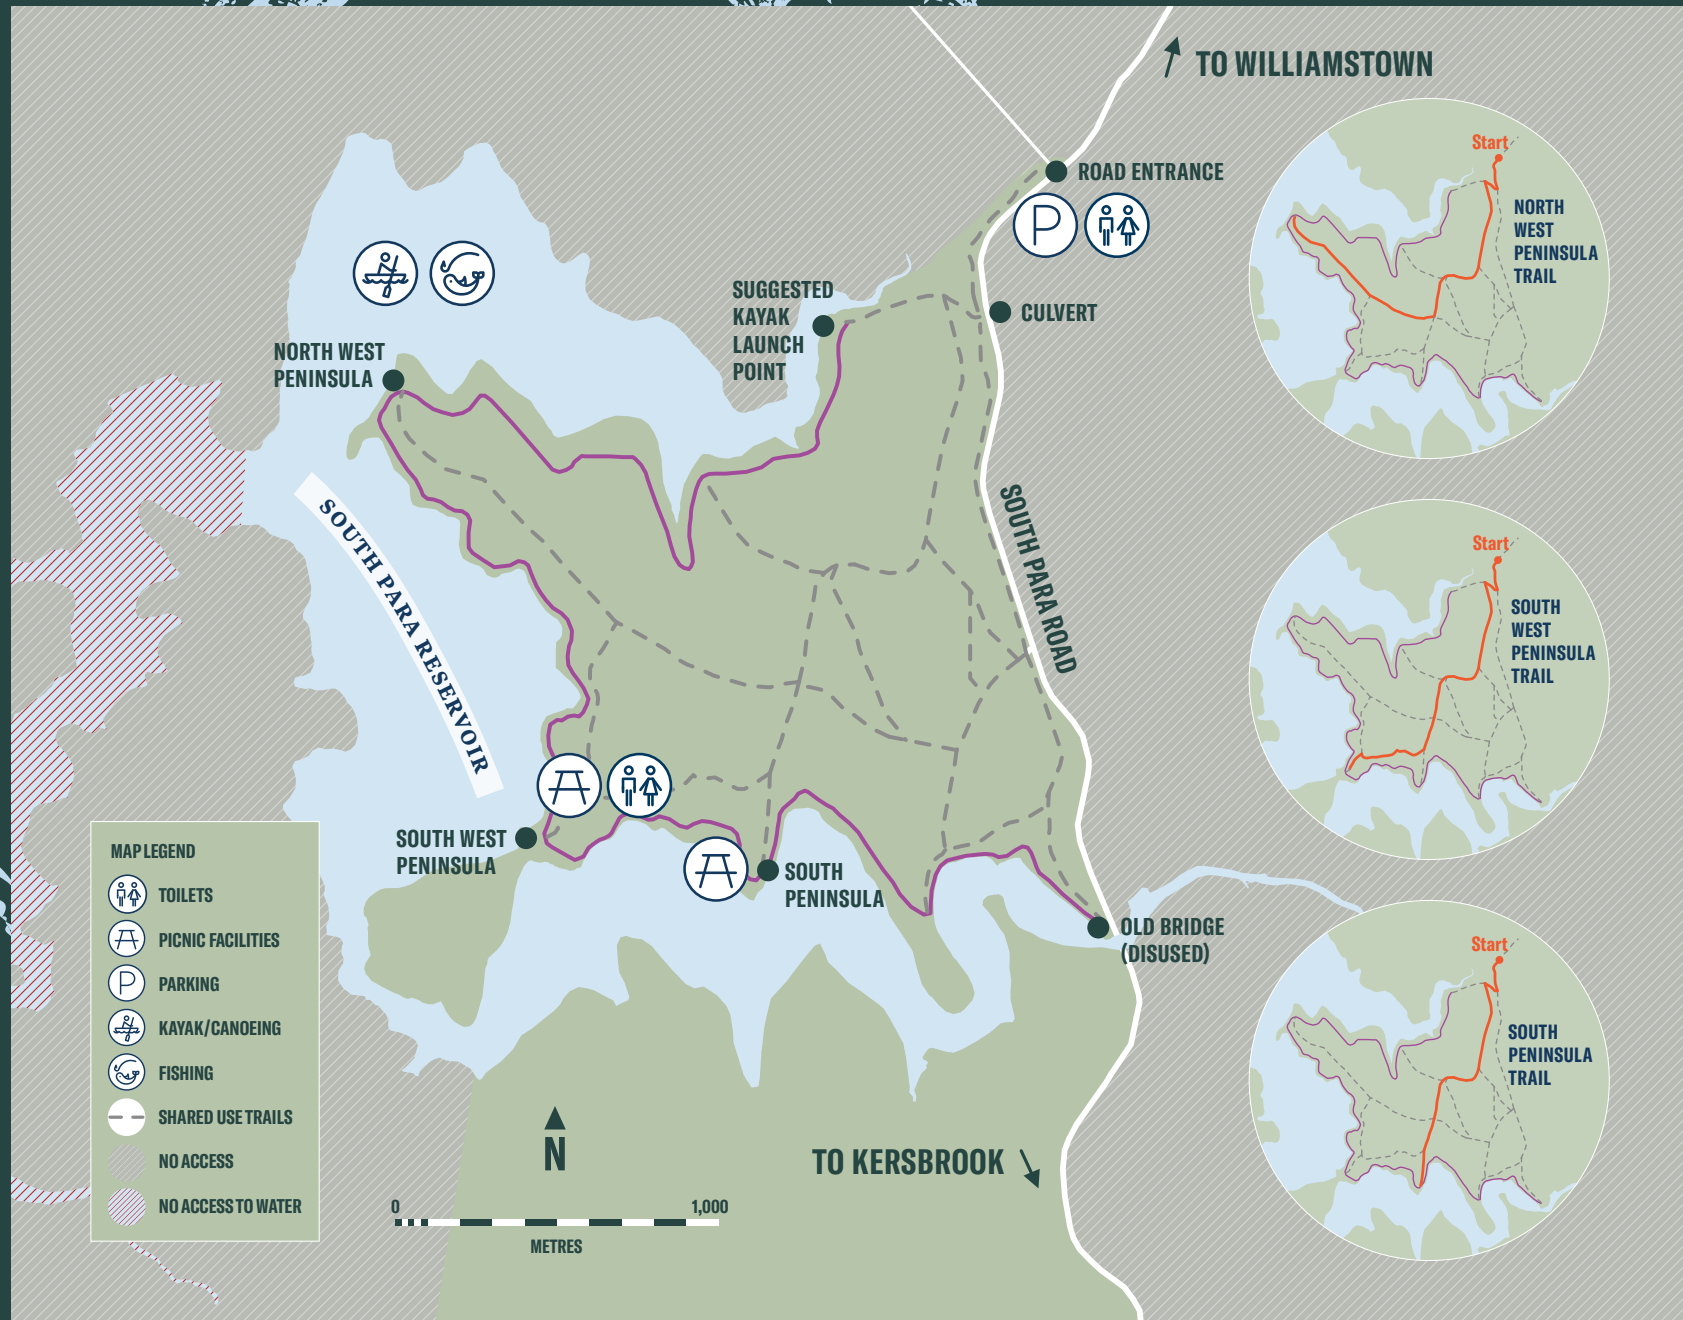 TO WILLIAMSTOWN
ROAD ENTRANCE
P
CULVERT
SUGGESTED
KAYAK
LAUNCH
POINT
NORTH WEST
PENINSULA
SOUTH PARA RESERVOIR
SOUTH PARA ROAD
SOUTH WEST
PENINSULA
SOUTH
PENINSULA
OLD BRIDGE
(DISUSED)
MAP LEGEND
TOILETS
PICNIC FACILITIES
P
PARKING
KAYAK/CANOEING
FISHING
SHARED USE TRAILS
NO ACCESS
NO ACCESS TO WATER
N
0
1,000
METRES
TO KERSBROOK
Start
NORTH
WEST
PENINSULA
TRAIL
Start
SOUTH
WEST
PENINSULA
TRAIL
Start
SOUTH
PENINSULA
TRAIL